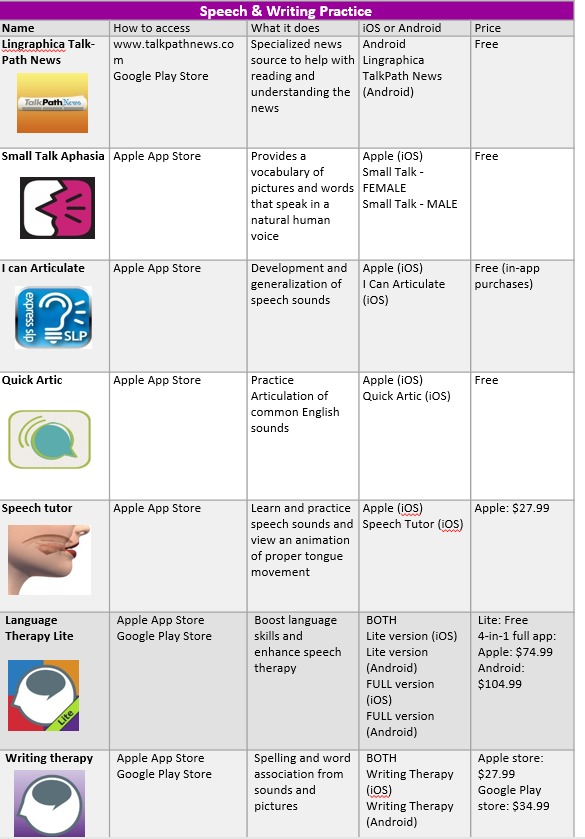 Speech & Writing Practice
Name How to access What it does iOS or Android Price
Lingraphica Talk-
Path News
TalkPath News
www.talkpathnews.co
m
Google Play Store
Specialized news
source to help with
reading and
understanding the
news
Android
Lingraphica
TalkPath News
(Android)
Free
Small Talk Aphasia
Apple App Store
Provides a
vocabulary of
pictures and words
that speak in a
natural human
voice
Apple (iOS)
Small Talk -
FEMALE
Small Talk - MALE
Free
I can Articulate
express slp
SLP
Apple App Store
Development and
generalization of
speech sounds
Apple (iOS)
I Can Articulate
(iOS)
Free (in-app
purchases)
Quick Artic
Apple App Store
Practice
Articulation of
common English
sounds
Apple (iOS)
Quick Artic (iOS)
Free
Speech tutor
Apple App Store
Learn and practice
speech sounds and
view an animation
of proper tongue
movement
Apple (iOS)
Speech Tutor (iOS)
Apple: $27.99
Language
Therapy Lite
Lite
Apple App Store
Google Play Store
Boost language
skills and
enhance speech
therapy
BOTH
Lite version (iOS)
Lite version
(Android)
FULL version
(iOS)
FULL version
(Android)
Lite: Free
4-in-1 full app:
Apple: $74.99
Android:
$104.99
Writing therapy
Apple App Store
Google Play Store
Spelling and word
association from
sounds and
pictures
BOTH
Writing Therapy
(iOS)
Writing Therapy
(Android)
Apple store:
$27.99
Google Play
store: $34.99